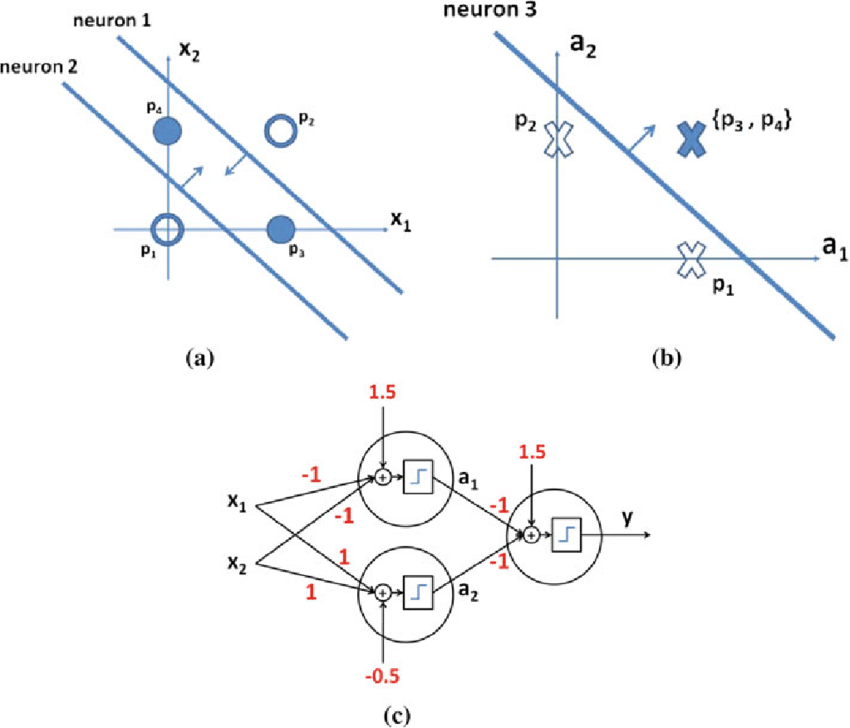 neuron 1
neuron 2
x₂
p₄
p₂
x₁
p₁
p₃
(a)
neuron 3
a₂
p₂
{p₃ , p₄}
a₁
p₁
(b)
1.5
-1
a₁
1.5
x₁
-1
-1
y
x₂
1
-1
1
a₂
-0.5
(c)